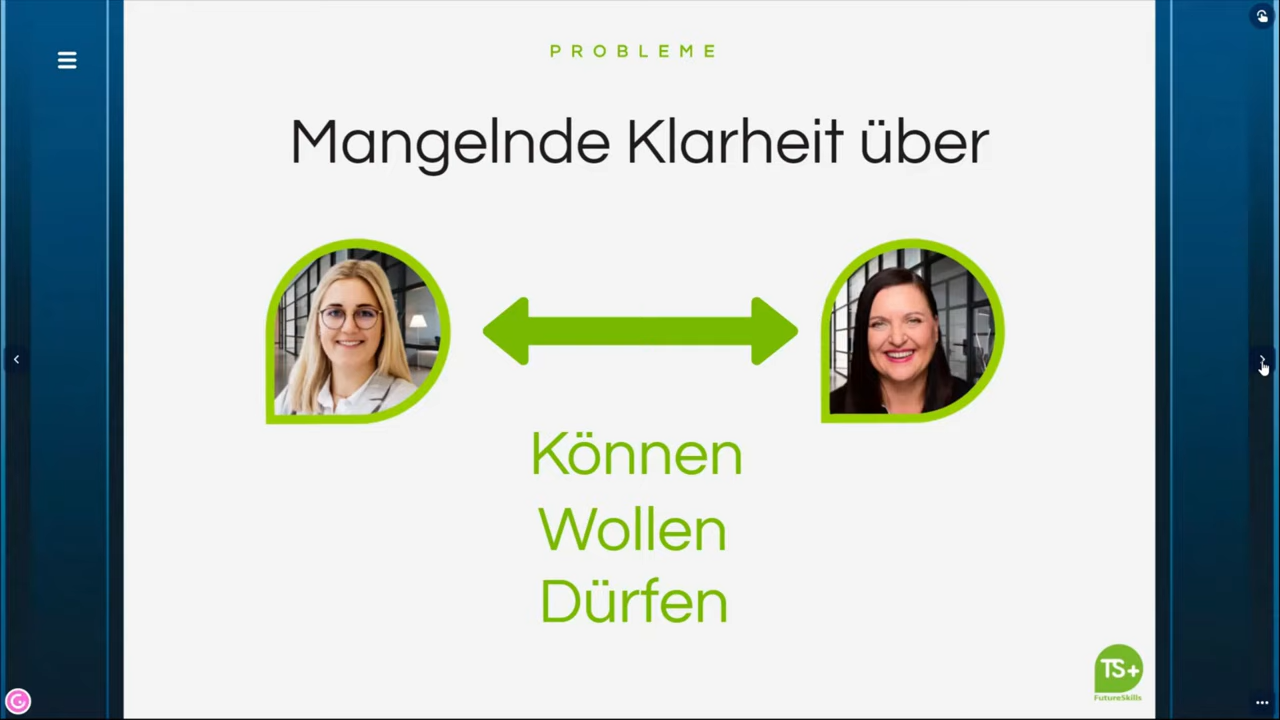 PROBLEME
Mangelnde Klarheit über
Können
Wollen
Dürfen
TS+
FutureSkills